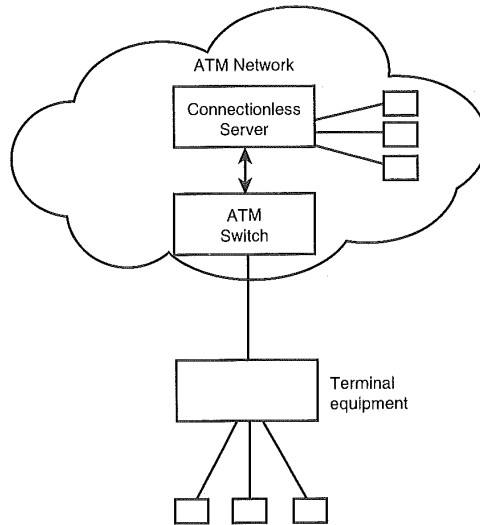 ATM Network
Connectionless
Server
ATM
Switch
Terminal
equipment